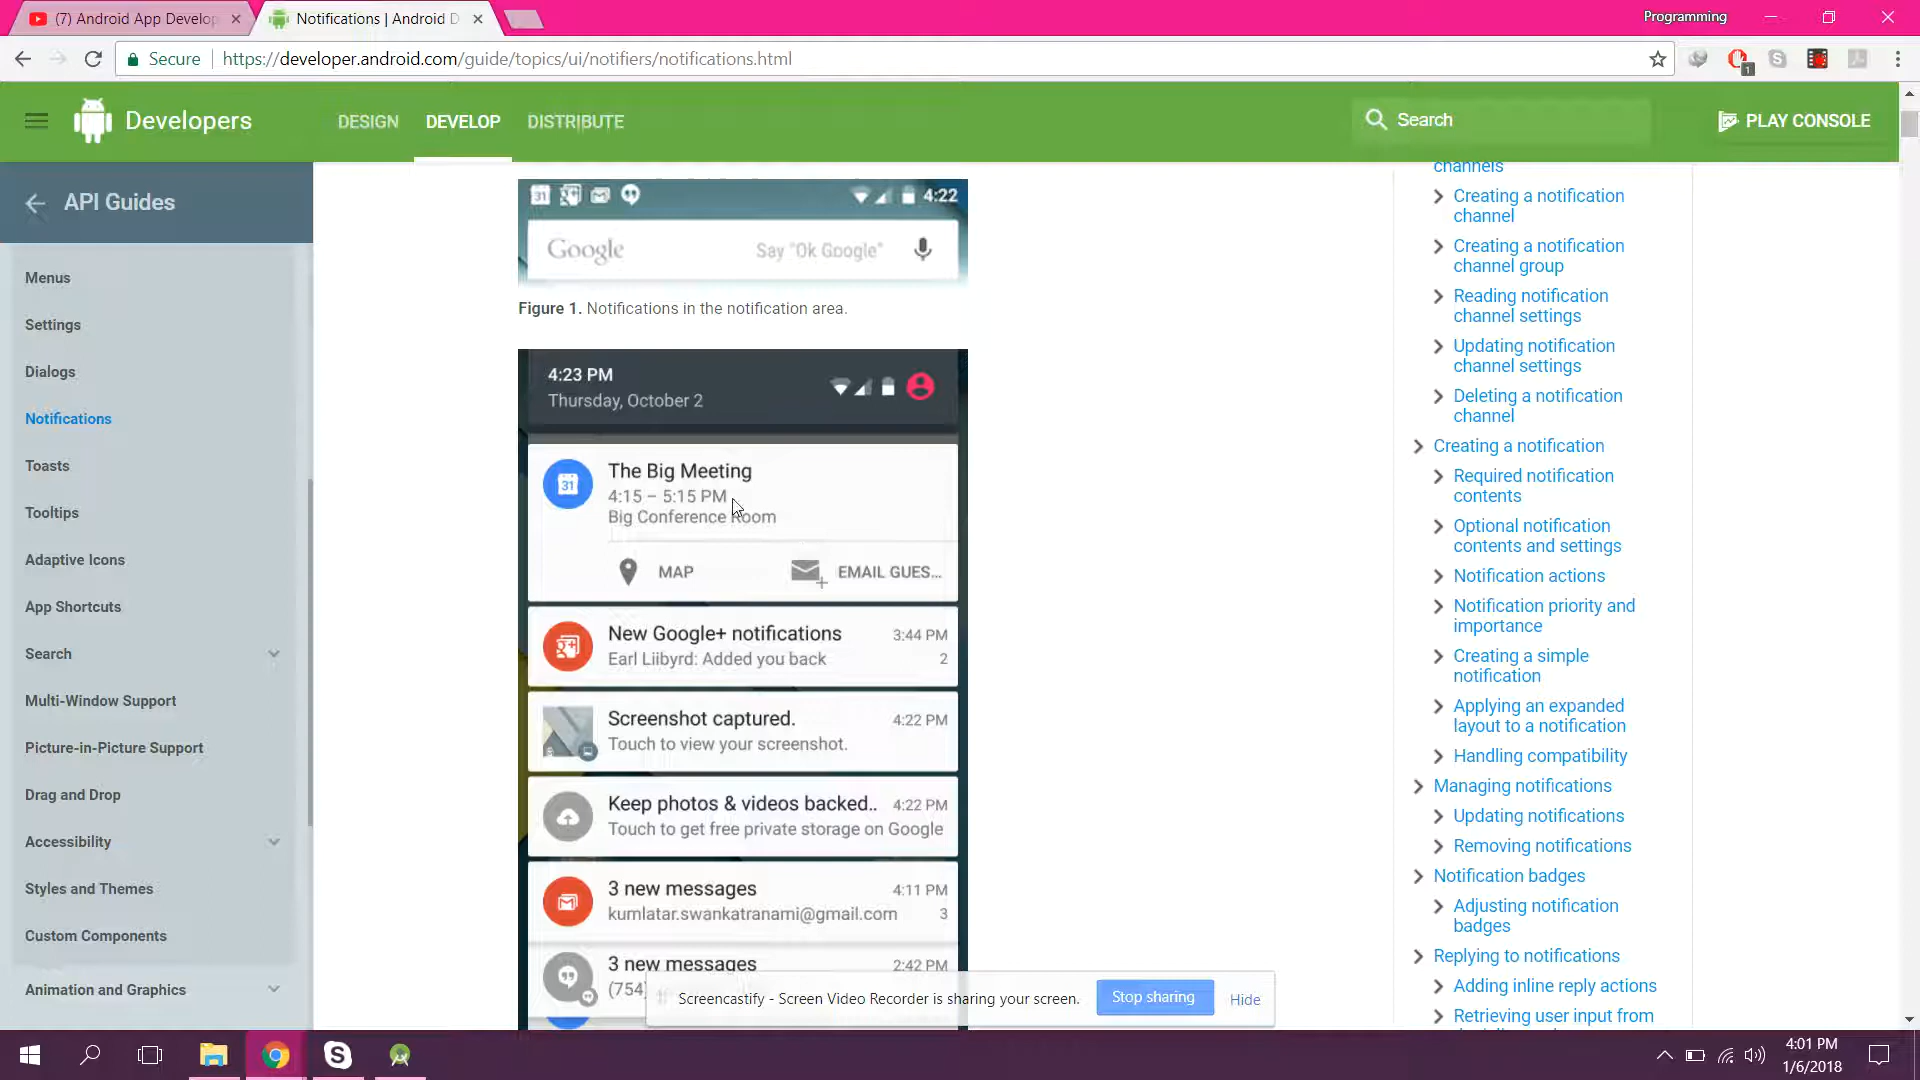 (7) Android App Develop
Notifications | Android D
Programming
Secure
https://developer.android.com/guide/topics/ui/notifiers/notifications.html
1
Developers
DESIGN
DEVELOP
DISTRIBUTE
Search
PLAY CONSOLE
API Guides
Menus
Settings
Dialogs
Notifications
Toasts
Tooltips
Adaptive Icons
App Shortcuts
Search
Multi-Window Support
Picture-in-Picture Support
Drag and Drop
Accessibility
Styles and Themes
Custom Components
Animation and Graphics
31
4:22
Google
Say "Ok Google"
Figure 1. Notifications in the notification area.
4:23 PM
Thursday, October 2
31
The Big Meeting
4:15 – 5:15 PM
Big Conference Room
MAP
EMAIL GUES...
New Google+ notifications
3:44 PM
Earl Liibyrd: Added you back
2
Screenshot captured.
4:22 PM
Touch to view your screenshot.
Keep photos & videos backed..
4:22 PM
Touch to get free private storage on Google
3 new messages
4:11 PM
kumlatar.swankatranami@gmail.com
3
3 new messages
2:42 PM
(754)
channels
Creating a notification
channel
Creating a notification
channel group
Reading notification
channel settings
Updating notification
channel settings
Deleting a notification
channel
Creating a notification
Required notification
contents
Optional notification
contents and settings
Notification actions
Notification priority and
importance
Creating a simple
notification
Applying an expanded
layout to a notification
Handling compatibility
Managing notifications
Updating notifications
Removing notifications
Notification badges
Adjusting notification
badges
Replying to notifications
Adding inline reply actions
Retrieving user input from
Screencastify - Screen Video Recorder is sharing your screen.
Stop sharing
Hide
4:01 PM
1/6/2018